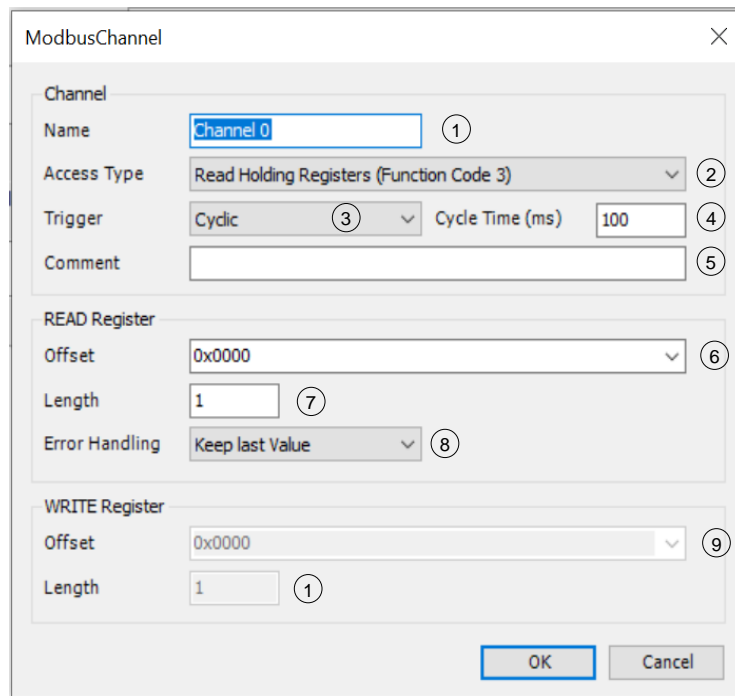 ModbusChannel
Channel
Name Channel 0 1
Access Type Read Holding Registers (Function Code 3) 2
Trigger Cyclic 3 Cycle Time (ms) 100 4
Comment 5
READ Register
Offset 0x0000 6
Length 1 7
Error Handling Keep last Value 8
WRITE Register
Offset 0x0000 9
Length 1 1
OK Cancel